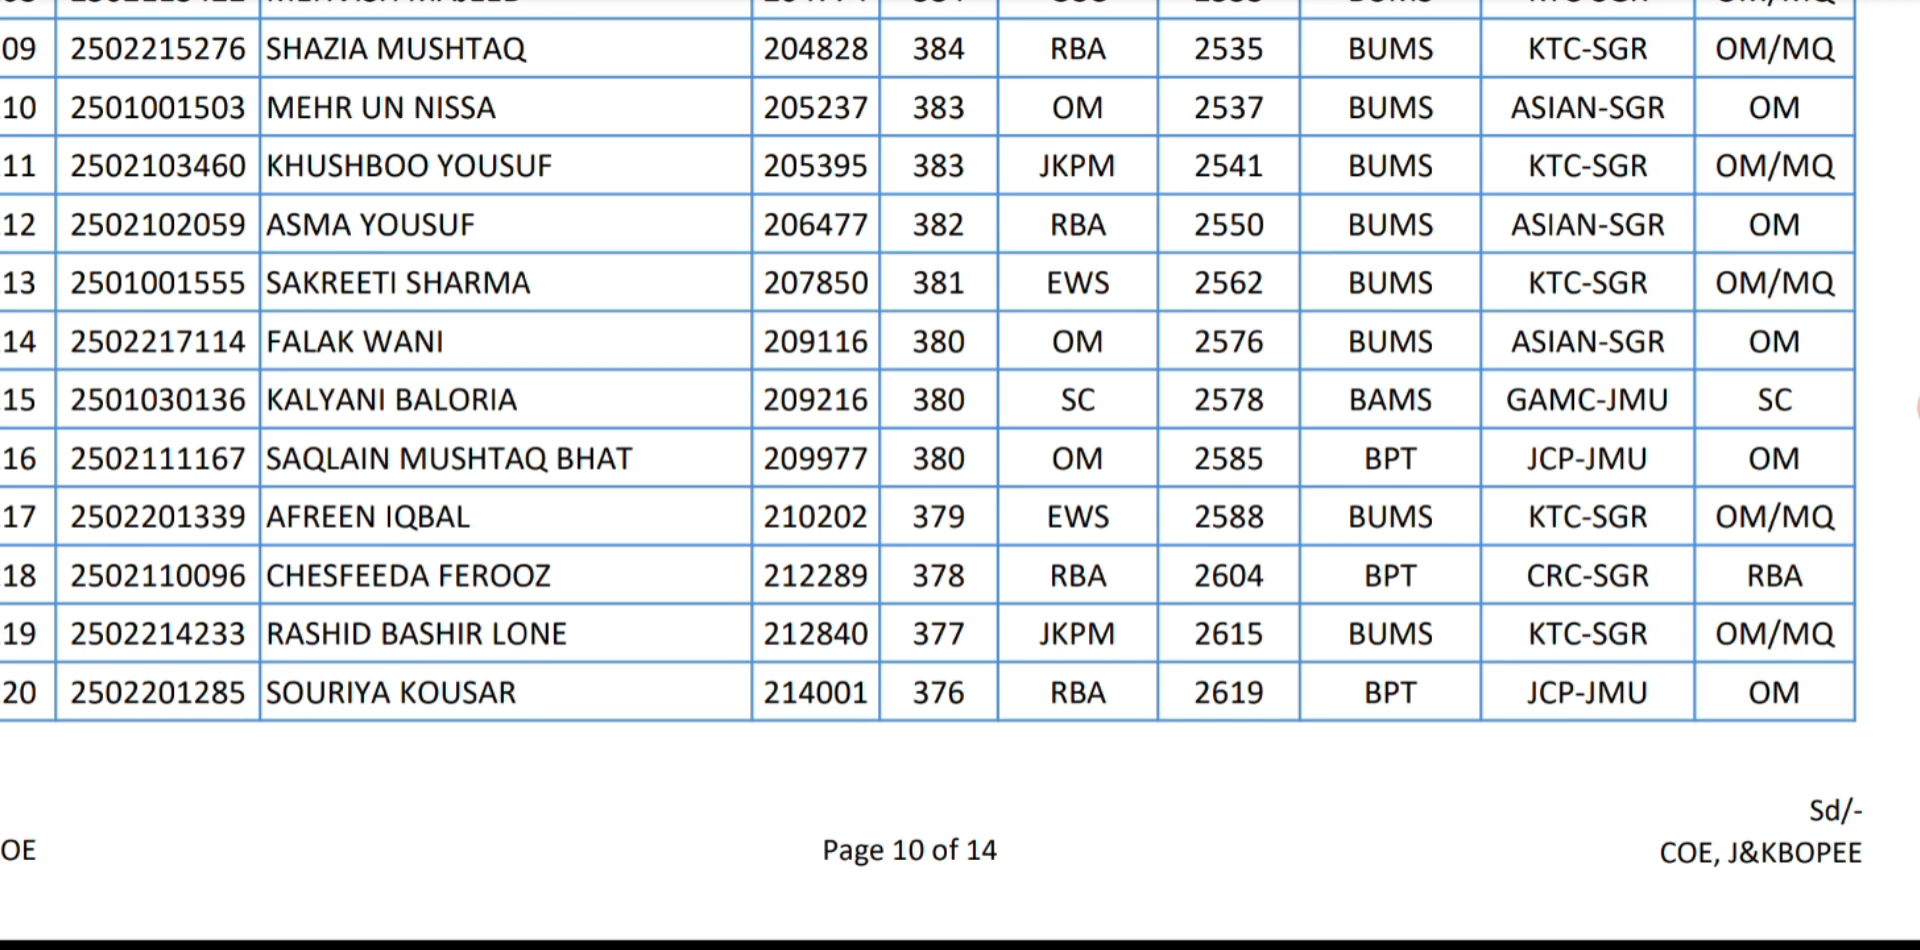 09 2502215276 SHAZIA MUSHTAQ 204828 384 RBA 2535 BUMS KTC-SGR OM/MQ
10 2501001503 MEHR UN NISSA 205237 383 OM 2537 BUMS ASIAN-SGR OM
11 2502103460 KHUSHBOO YOUSUF 205395 383 JKPM 2541 BUMS KTC-SGR OM/MQ
12 2502102059 ASMA YOUSUF 206477 382 RBA 2550 BUMS ASIAN-SGR OM
13 2501001555 SAKREETI SHARMA 207850 381 EWS 2562 BUMS KTC-SGR OM/MQ
14 2502217114 FALAK WANI 209116 380 OM 2576 BUMS ASIAN-SGR OM
15 2501030136 KALYANI BALORIA 209216 380 SC 2578 BAMS GAMC-JMU SC
16 2502111167 SAQLAIN MUSHTAQ BHAT 209977 380 OM 2585 BPT JCP-JMU OM
17 2502201339 AFREEN IQBAL 210202 379 EWS 2588 BUMS KTC-SGR OM/MQ
18 2502110096 CHESFEEDA FEROOZ 212289 378 RBA 2604 BPT CRC-SGR RBA
19 2502214233 RASHID BASHIR LONE 212840 377 JKPM 2615 BUMS KTC-SGR OM/MQ
20 2502201285 SOURIYA KOUSAR 214001 376 RBA 2619 BPT JCP-JMU OM
Sd/-
OE Page 10 of 14 COE, J&KBOPEE